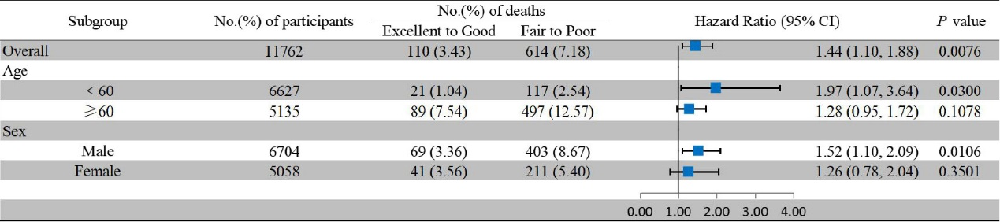 Subgroup No.(%) of participants No.(%) of deaths Hazard Ratio (95% CI) P value
Excellent to Good Fair to Poor
Overall 11762 110 (3.43) 614 (7.18) 1.44 (1.10, 1.88) 0.0076
Age
< 60 6627 21 (1.04) 117 (2.54) 1.97 (1.07, 3.64) 0.0300
⩾60 5135 89 (7.54) 497 (12.57) 1.28 (0.95, 1.72) 0.1078
Sex
Male 6704 69 (3.36) 403 (8.67) 1.52 (1.10, 2.09) 0.0106
Female 5058 41 (3.56) 211 (5.40) 1.26 (0.78, 2.04) 0.3501
0.00 1.00 2.00 3.00 4.00